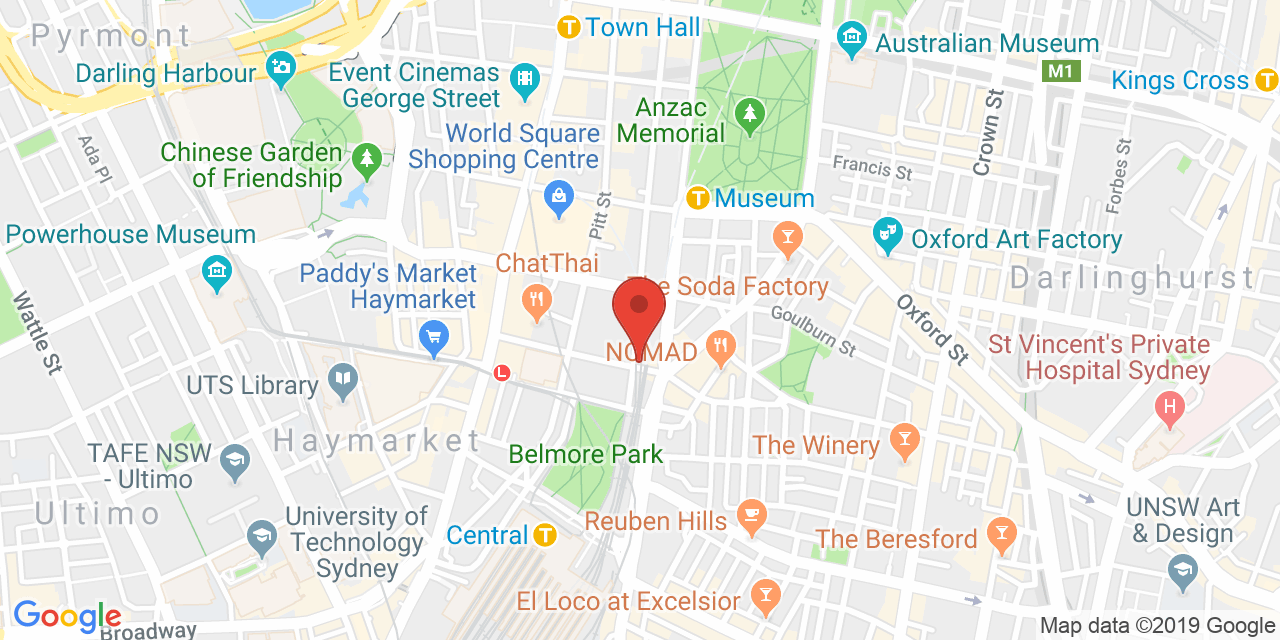 Pyrmont
Town Hall
Australian Museum
M1
Darling Harbour
Event Cinemas
George Street
Kings Cross
Anzac
Memorial
Crown St
Ada Pl
World Square
Shopping Centre
Chinese Garden
of Friendship
Francis St
Forbes St
Pitt St
Museum
Powerhouse Museum
Oxford Art Factory
Paddy's Market
Haymarket
ChatThai
Darlinghurst
Soda Factory
Wattle St
Goulburn St
Oxford St
NOMAD
St Vincent's Private
Hospital Sydney
UTS Library
L
H
Haymarket
Belmore Park
The Winery
TAFE NSW
- Ultimo
Ultimo
University of
Technology
Sydney
Central
Reuben Hills
The Beresford
UNSW Art
& Design
El Loco at Excelsior
Google
Broadway
Map data ©2019 Google